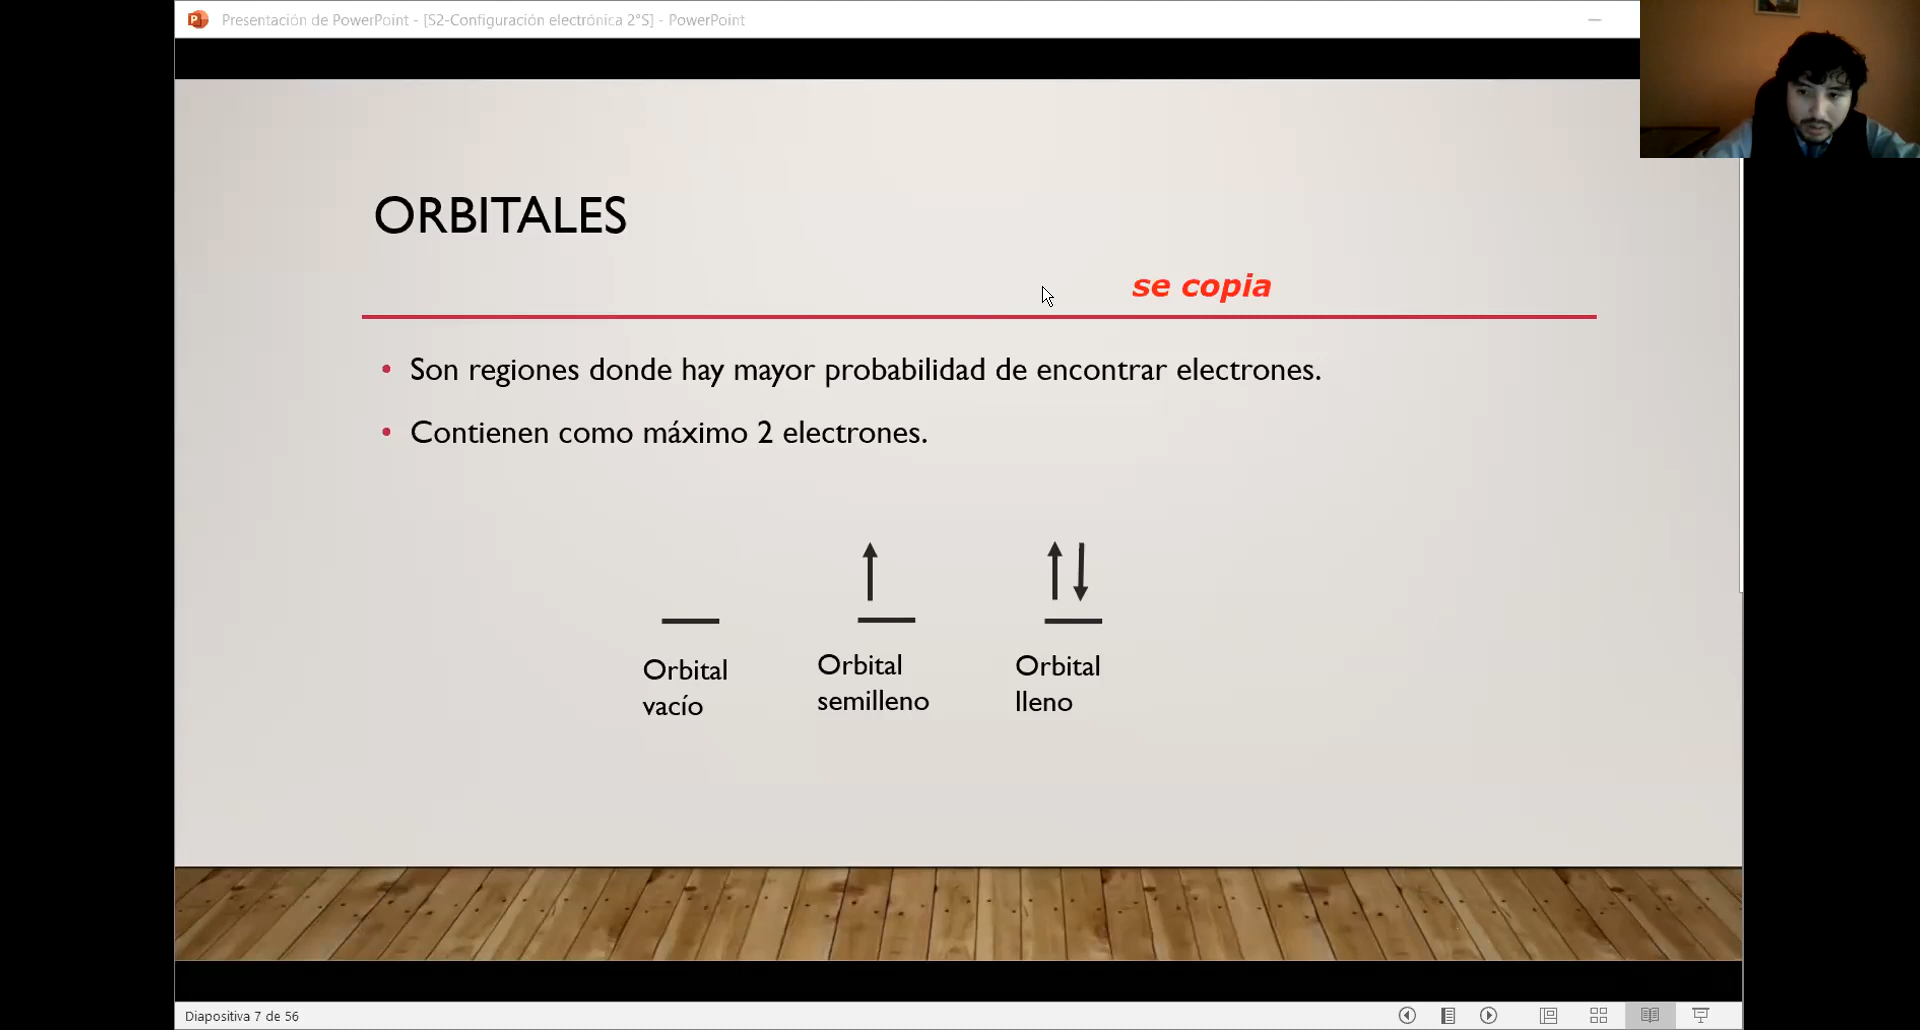 Presentación de PowerPoint - [S2-Configuración electrónica 2°S] - PowerPoint
ORBITALES
se copia
• Son regiones donde hay mayor probabilidad de encontrar electrones.
• Contienen como máximo 2 electrones.
Orbital
vacío
Orbital
semilleno
Orbital
lleno
Diapositiva 7 de 56